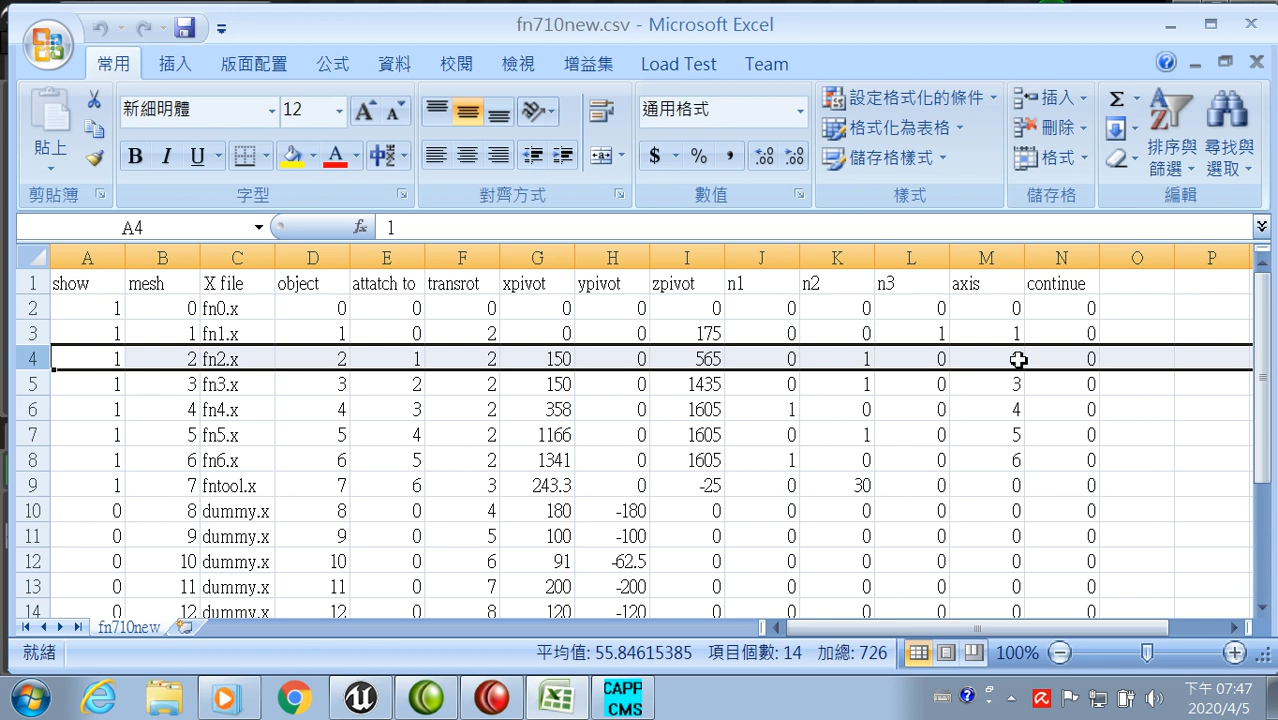 fn710new.csv - Microsoft Excel
常用 插入 版面配置 公式 資料 校閱 檢視 增益集 Load Test Team
貼上
剪貼簿
新細明體 12
B I U A
字型
對齊方式
通用格式
$ % ,
數值
設定格式化的條件
格式化為表格
儲存格樣式
樣式
插入
刪除
格式
儲存格
Σ
排序與篩選
尋找與選取
編輯
A4 fx 1
A B C D E F G H I J K L M N O P
1 show mesh X file object attatch to transrot xpivot ypivot zpivot n1 n2 n3 axis continue
2 1 0 fn0.x 0 0 0 0 0 0 0 0 0 0 0
3 1 1 fn1.x 1 0 2 0 0 175 0 0 1 1 0
4 1 2 fn2.x 2 1 2 150 0 565 0 1 0 0
5 1 3 fn3.x 3 2 2 150 0 1435 0 1 0 3 0
6 1 4 fn4.x 4 3 2 358 0 1605 1 0 0 4 0
7 1 5 fn5.x 5 4 2 1166 0 1605 0 1 0 5 0
8 1 6 fn6.x 6 5 2 1341 0 1605 1 0 0 6 0
9 1 7 fntool.x 7 6 3 243.3 0 -25 0 30 0 0 0
10 0 8 dummy.x 8 0 4 180 -180 0 0 0 0 0 0
11 0 9 dummy.x 9 0 5 100 -100 0 0 0 0 0 0
12 0 10 dummy.x 10 0 6 91 -62.5 0 0 0 0 0 0
13 0 11 dummy.x 11 0 7 200 -200 0 0 0 0 0 0
14 0 12 dummy.x 12 0 8 120 -120 0 0 0 0 0 0
fn710new
就緒 平均值: 55.84615385 項目個數: 14 加總: 726 100%
CAPP
CMS
下午 07:47
2020/4/5